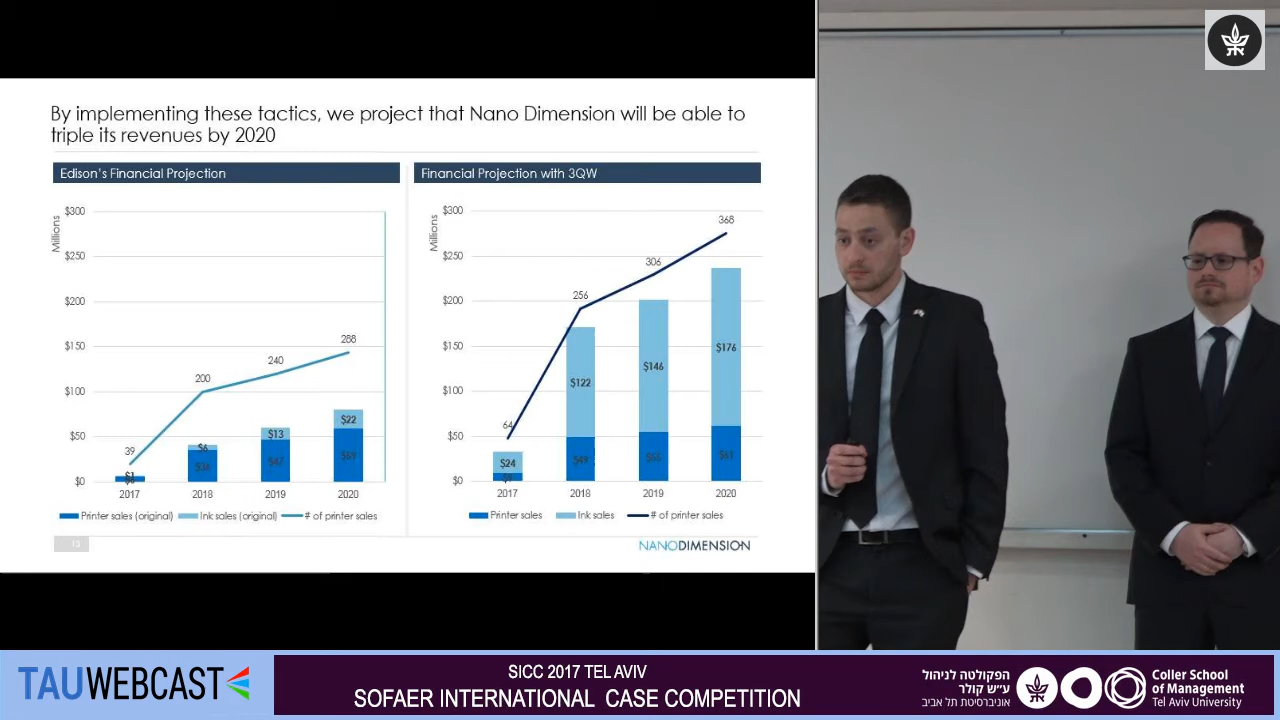 By implementing these tactics, we project that Nano Dimension will be able to
triple its revenues by 2020
Edison's Financial Projection
Millions
$300
$250
$200
$150
$100
$50
$0
39
200
240
288
$1
$6
$6
$36
$13
$47
$22
$59
2017 2018 2019 2020
Printer sales (original) Ink sales (original) # of printer sales
Financial Projection with 3QW
Millions
$300
$250
$200
$150
$100
$50
$0
64
256
306
368
$24
$9
$122
$49
$146
$55
$176
$61
2017 2018 2019 2020
Printer sales Ink sales # of printer sales
13
NANODIMENSION
TAUWEBCAST
SICC 2017 TEL AVIV
SOFAER INTERNATIONAL CASE COMPETITION
הפקולטה לניהול
ע״ש קולר
אוניברסיטת תל אביב
Coller School
of Management
Tel Aviv University